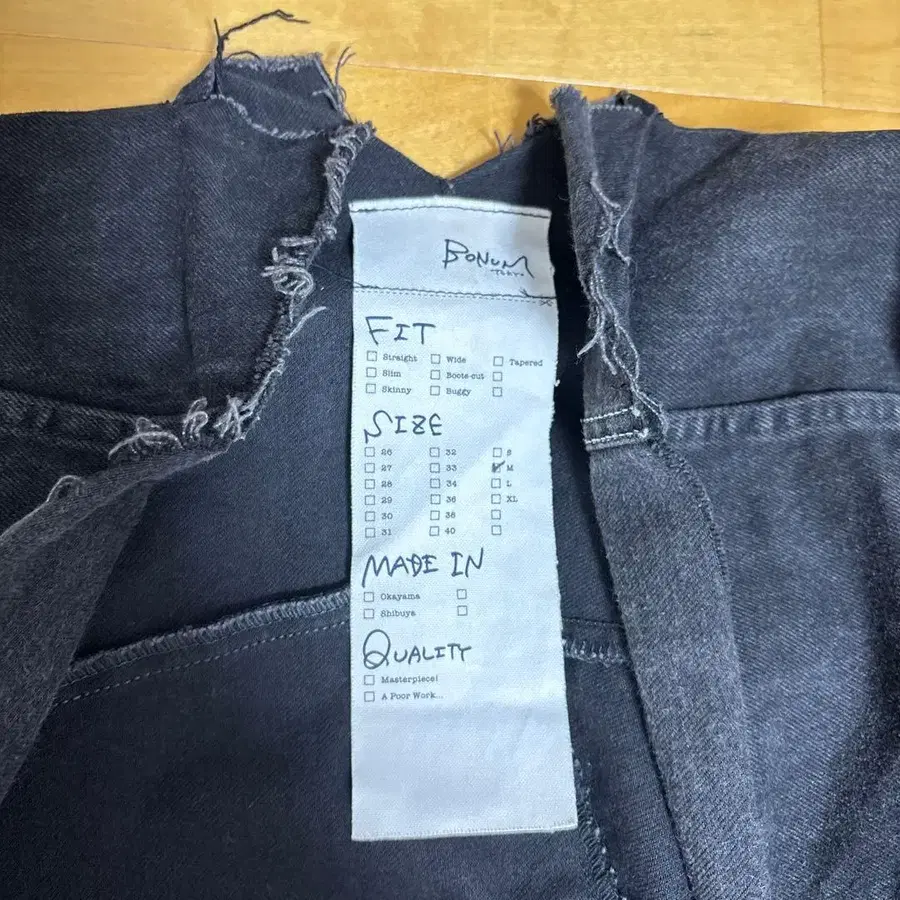 BONUM
TOKYO
FIT
☐ Straight ☐ Wide ☐ Tapered
☐ Slim ☐ Boots-cut ☐
☐ Skinny ☐ Buggy ☐
SIZE
☐ 26 ☐ 32 ☐ S
☐ 27 ☐ 33 ☑ M
☐ 28 ☐ 34 ☐ L
☐ 29 ☐ 36 ☐ XL
☐ 30 ☐ 38 ☐
☐ 31 ☐ 40 ☐
MADE IN
☐ Okayama ☐
☐ Shibuya ☐
QUALITY
☐ Masterpiece!
☐ A Poor Work...